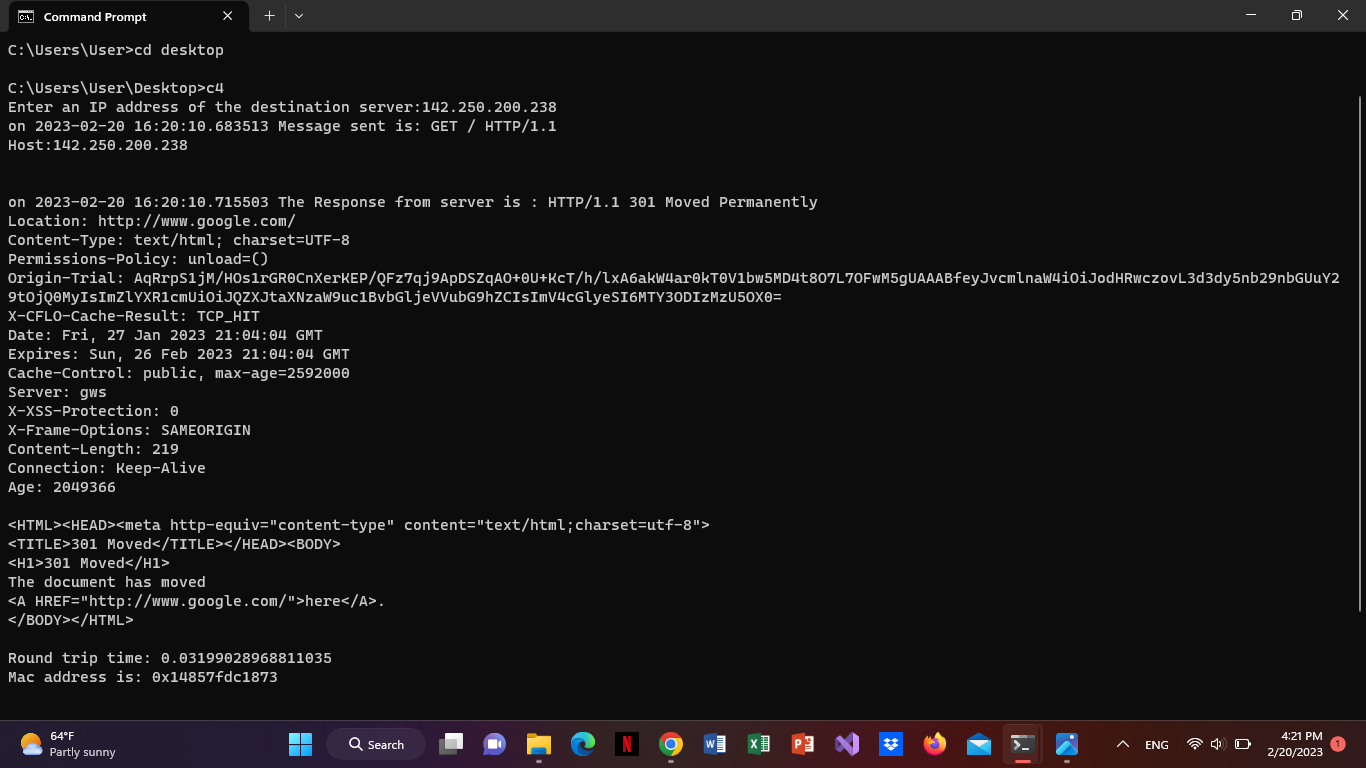 Command Prompt
C:\Users\User>cd desktop
C:\Users\User\Desktop>c4
Enter an IP address of the destination server:142.250.200.238
on 2023-02-20 16:20:10.683513 Message sent is: GET / HTTP/1.1
Host:142.250.200.238
on 2023-02-20 16:20:10.715503 The Response from server is : HTTP/1.1 301 Moved Permanently
Location: http://www.google.com/
Content-Type: text/html; charset=UTF-8
Permissions-Policy: unload=()
Origin-Trial: AqRrpS1jM/HOs1rGR0CnXerKEP/QFz7qj9ApDSZqAO+0U+KcT/h/lxA6akW4ar0kT0V1bw5MD4t8O7L7OFwM5gUAAABfeyJvcmlnaW4iOiJodHRwczovL3d3dy5nb29nbGUuY2
9tOjQ0MyIsImZlYXR1cmUiOiJQZXJtaXNzaW9uc1BvbGljeVVubG9hZCIsImV4cGlyeSI6MTY3ODIzMzU5OX0=
X-CFLO-Cache-Result: TCP_HIT
Date: Fri, 27 Jan 2023 21:04:04 GMT
Expires: Sun, 26 Feb 2023 21:04:04 GMT
Cache-Control: public, max-age=2592000
Server: gws
X-XSS-Protection: 0
X-Frame-Options: SAMEORIGIN
Content-Length: 219
Connection: Keep-Alive
Age: 2049366
<HTML><HEAD><meta http-equiv="content-type" content="text/html;charset=utf-8">
<TITLE>301 Moved</TITLE></HEAD><BODY>
<H1>301 Moved</H1>
The document has moved
<A HREF="http://www.google.com/">here</A>.
</BODY></HTML>
Round trip time: 0.03199028968811035
Mac address is: 0x14857fdc1873
64°F
Partly sunny
Search
ENG
4:21 PM
2/20/2023
1